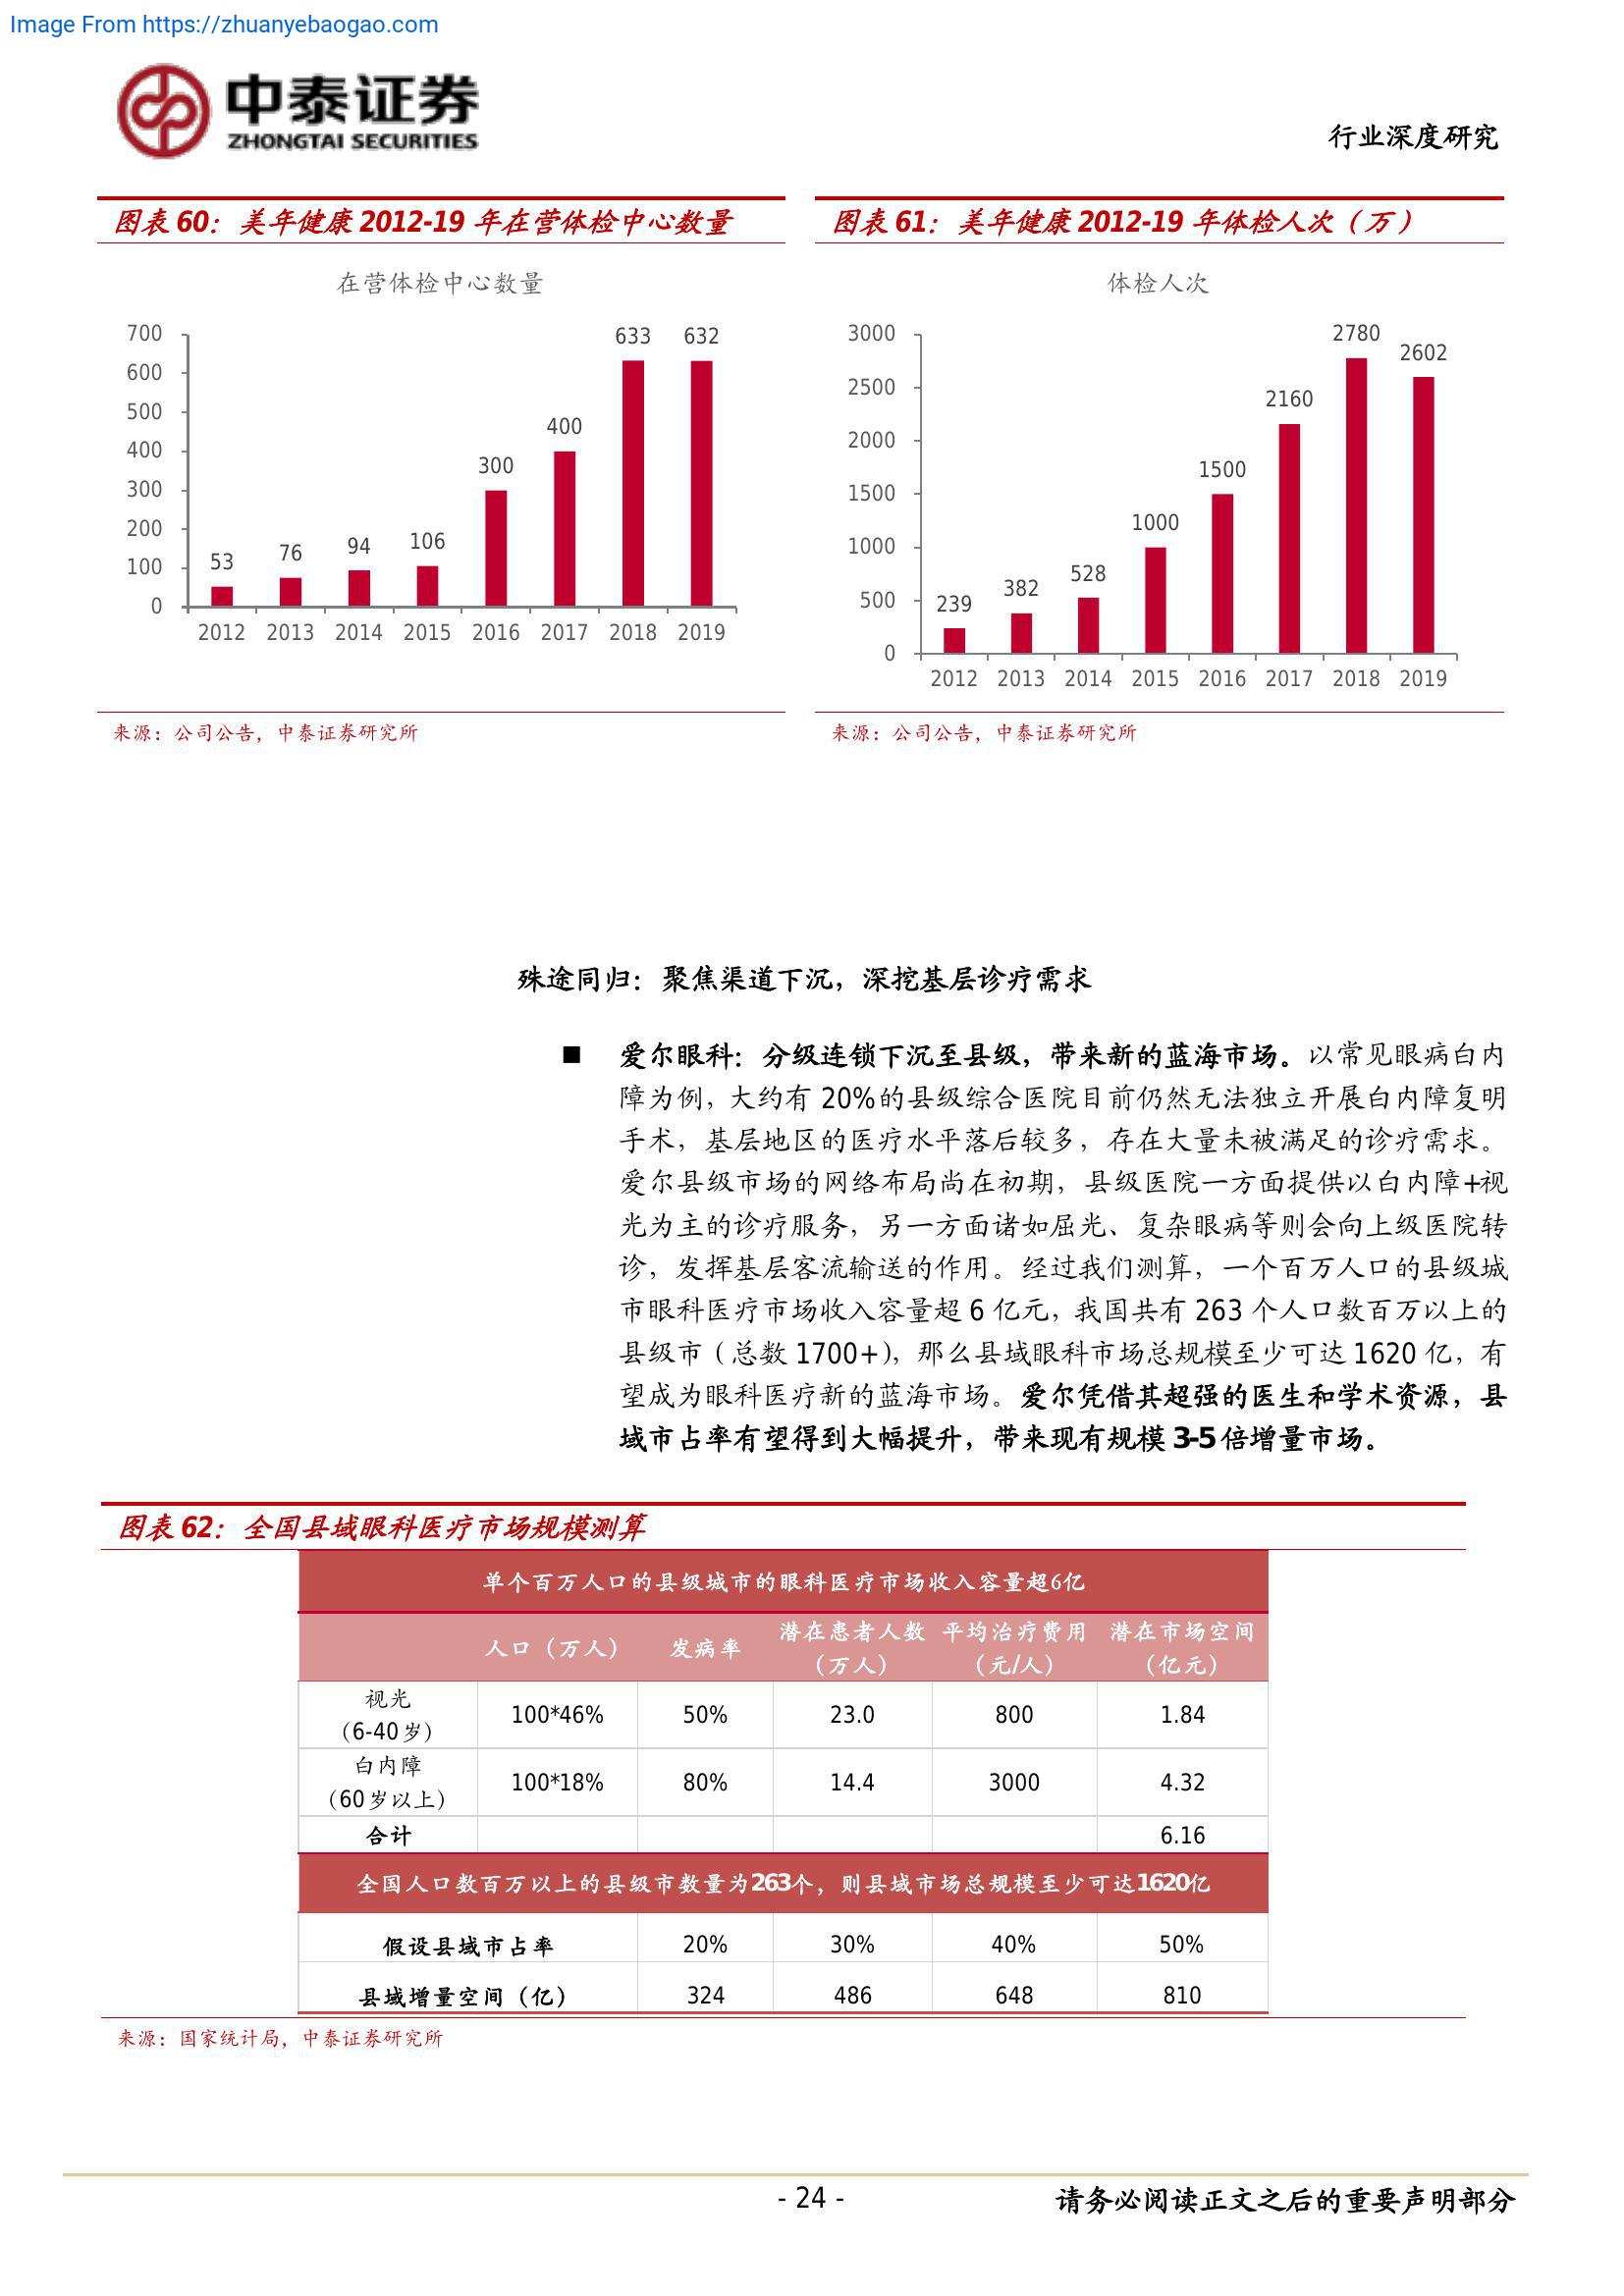 Image From https://zhuanyebaogao.com
中泰证券
ZHONGTAI SECURITIES
行业深度研究
图表 60：美年健康 2012-19 年在营体检中心数量
在营体检中心数量
700
600
500
400
300
200
100
0
53
76
94
106
300
400
633
632
2012 2013 2014 2015 2016 2017 2018 2019
来源：公司公告，中泰证券研究所
图表 61：美年健康 2012-19 年体检人次（万）
体检人次
3000
2500
2000
1500
1000
500
0
239
382
528
1000
1500
2160
2780
2602
2012 2013 2014 2015 2016 2017 2018 2019
来源：公司公告，中泰证券研究所
殊途同归：聚焦渠道下沉，深挖基层诊疗需求
■ 爱尔眼科：分级连锁下沉至县级，带来新的蓝海市场。以常见眼病白内
障为例，大约有 20%的县级综合医院目前仍然无法独立开展白内障复明
手术，基层地区的医疗水平落后较多，存在大量未被满足的诊疗需求。
爱尔县级市场的网络布局尚在初期，县级医院一方面提供以白内障+视
光为主的诊疗服务，另一方面诸如屈光、复杂眼病等则会向上级医院转
诊，发挥基层客流输送的作用。经过我们测算，一个百万人口的县级城
市眼科医疗市场收入容量超 6 亿元，我国共有 263 个人口数百万以上的
县级市（总数 1700+），那么县域眼科市场总规模至少可达 1620 亿，有
望成为眼科医疗新的蓝海市场。爱尔凭借其超强的医生和学术资源，县
域市占率有望得到大幅提升，带来现有规模 3-5 倍增量市场。
图表 62：全国县域眼科医疗市场规模测算
单个百万人口的县级城市的眼科医疗市场收入容量超6亿
人口（万人） 发病率 潜在患者人数（万人） 平均治疗费用（元/人） 潜在市场空间（亿元）
视光（6-40岁） 100*46% 50% 23.0 800 1.84
白内障（60岁以上） 100*18% 80% 14.4 3000 4.32
合计 6.16
全国人口数百万以上的县级市数量为263个，则县域市场总规模至少可达1620亿
假设县域市占率 20% 30% 40% 50%
县域增量空间（亿） 324 486 648 810
来源：国家统计局，中泰证券研究所
- 24 -
请务必阅读正文之后的重要声明部分